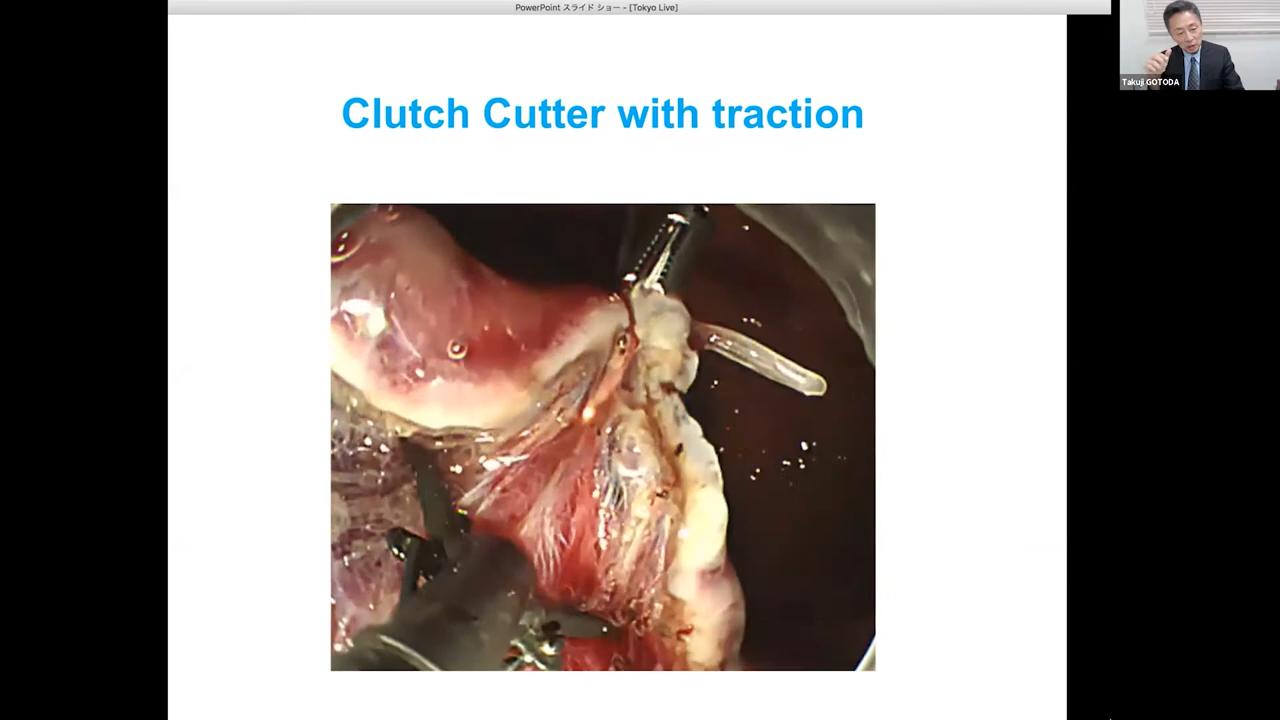 PowerPoint スライド ショー - [Tokyo Live]
Takuji GOTODA
Clutch Cutter with traction